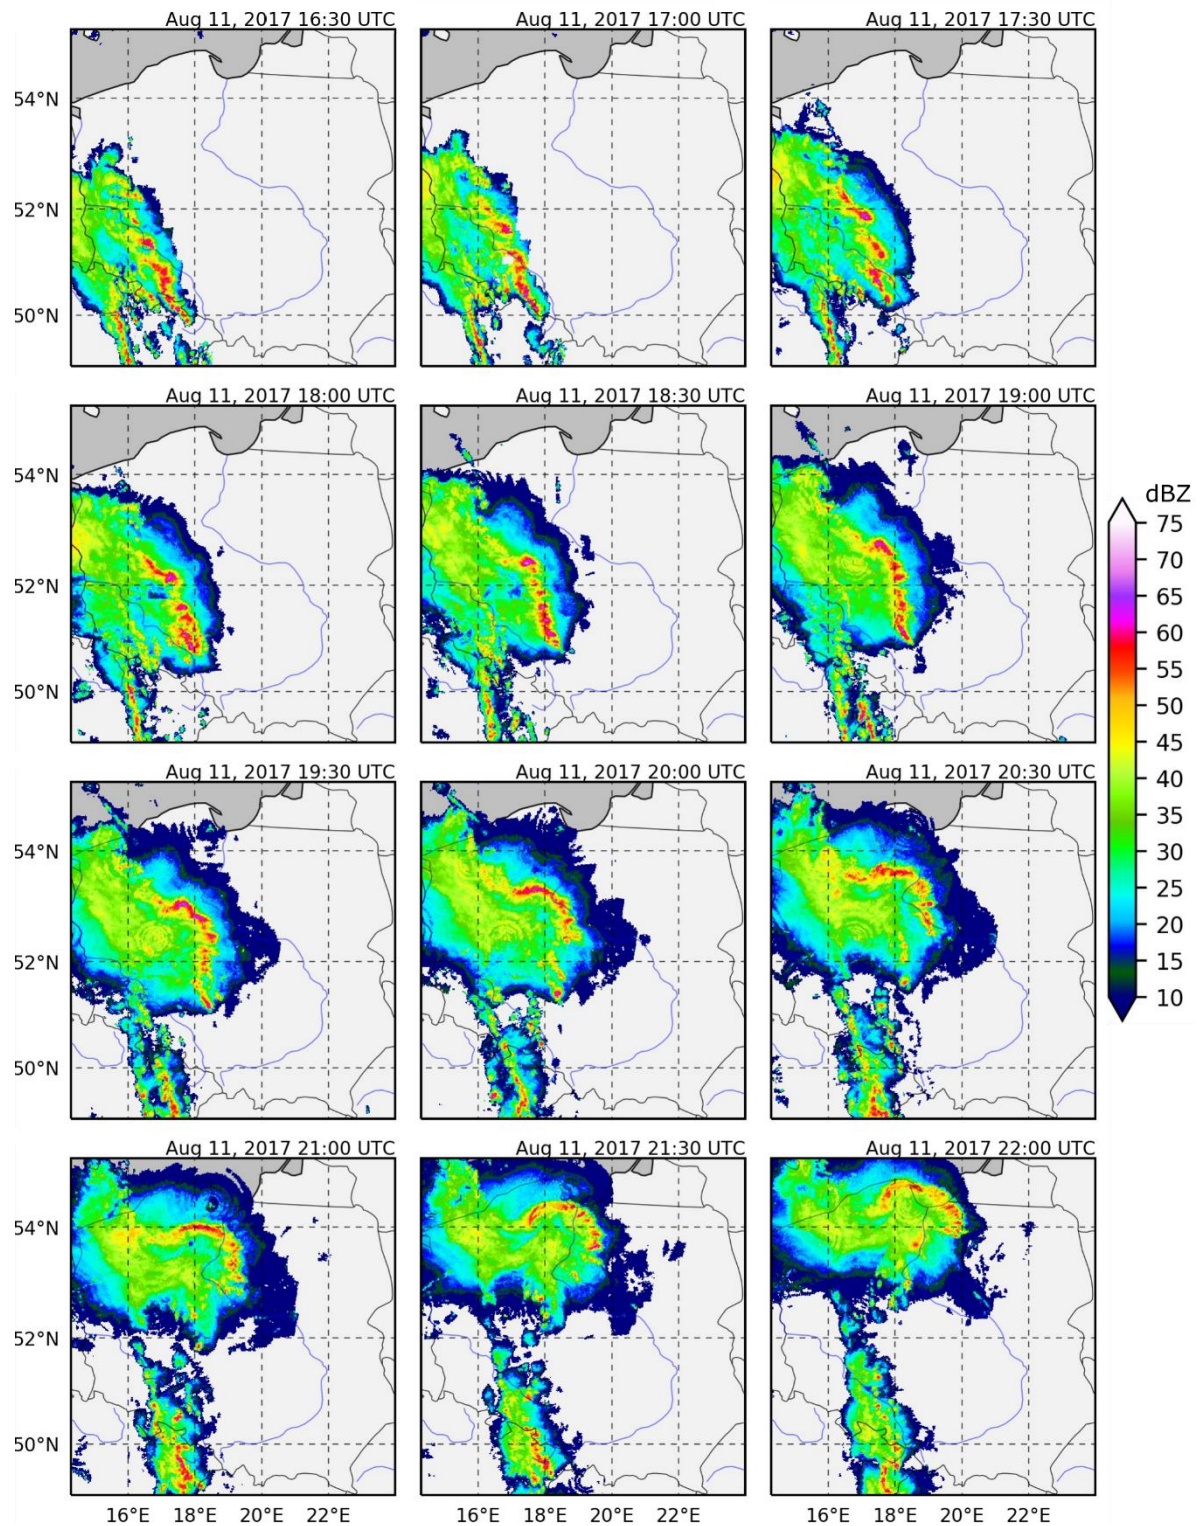 Aug 11, 2017 16:30 UTC Aug 11, 2017 17:00 UTC Aug 11, 2017 17:30 UTC
54°N
52°N
50°N
Aug 11, 2017 18:00 UTC Aug 11, 2017 18:30 UTC Aug 11, 2017 19:00 UTC
54°N
52°N
50°N
dBZ
75
70
65
60
55
50
45
40
35
30
25
20
15
10
Aug 11, 2017 19:30 UTC Aug 11, 2017 20:00 UTC Aug 11, 2017 20:30 UTC
54°N
52°N
50°N
Aug 11, 2017 21:00 UTC Aug 11, 2017 21:30 UTC Aug 11, 2017 22:00 UTC
54°N
52°N
50°N
16°E 18°E 20°E 22°E 16°E 18°E 20°E 22°E 16°E 18°E 20°E 22°E